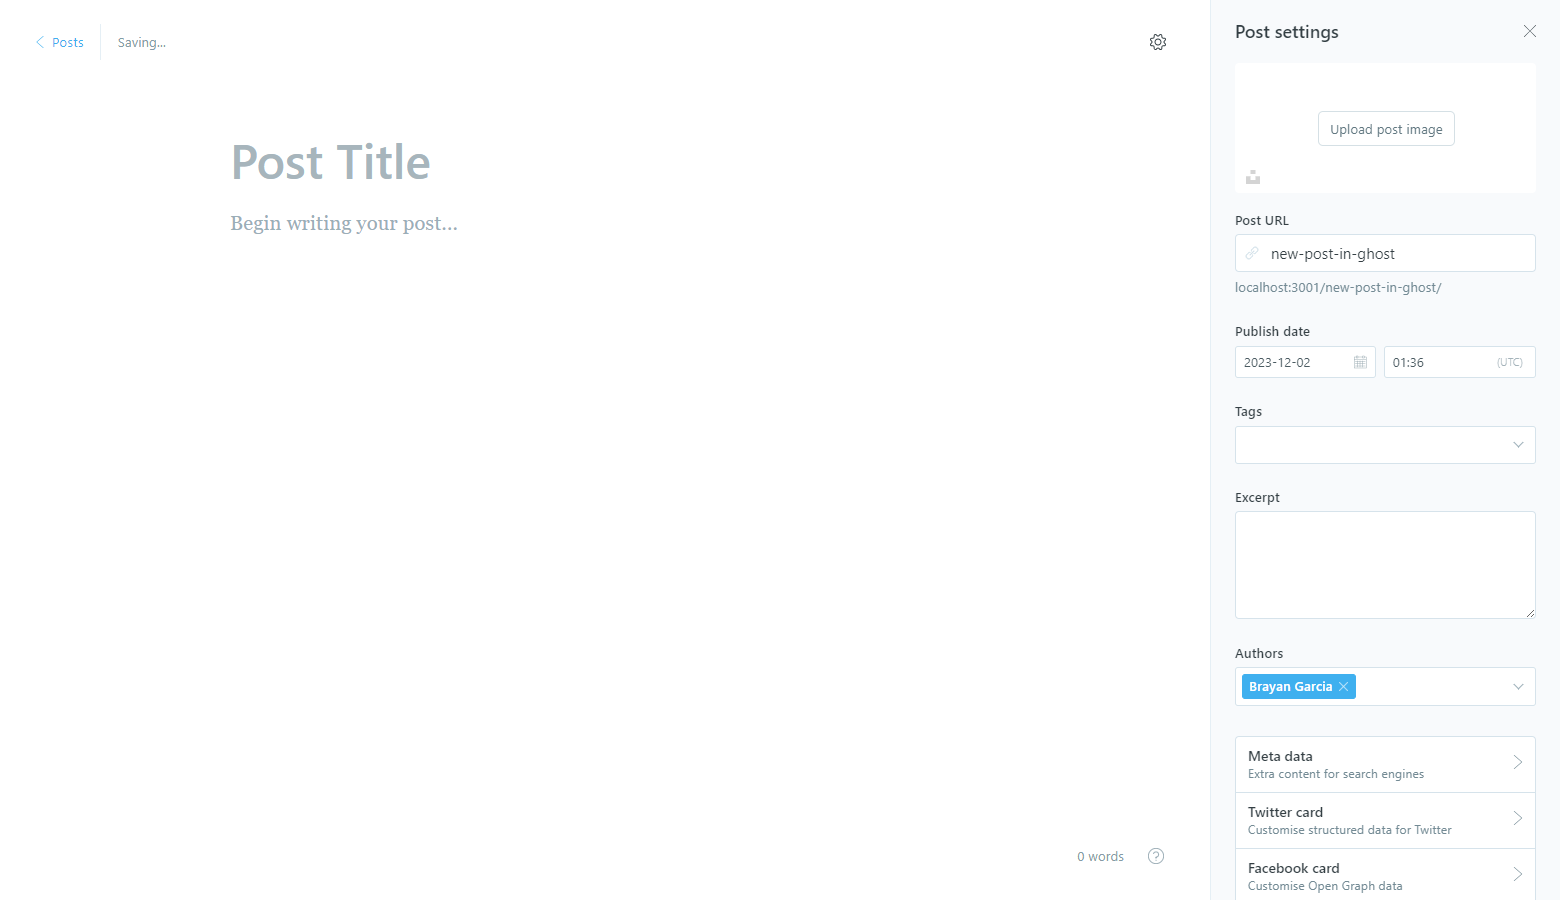 Posts
Saving...
Post Title
Begin writing your post...
0 words
?
Post settings
Upload post image
Post URL
new-post-in-ghost
localhost:3001/new-post-in-ghost/
Publish date
2023-12-02
01:36 (UTC)
Tags
Excerpt
Authors
Brayan Garcia
Meta data
Extra content for search engines
Twitter card
Customise structured data for Twitter
Facebook card
Customise Open Graph data